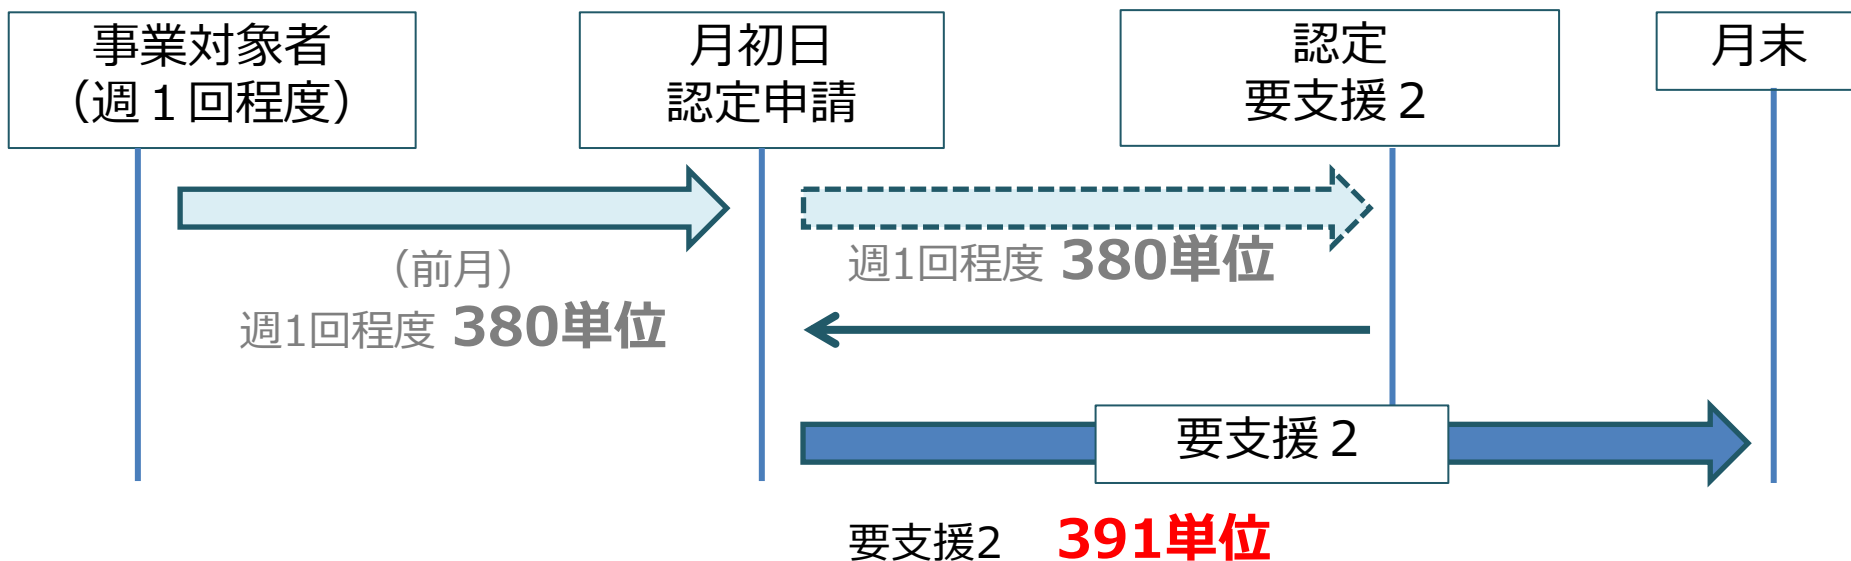 事業対象者
（週１回程度）
月初日
認定申請
認定
要支援２
月末
（前月）
週1回程度 380単位
週1回程度 380単位
要支援２
要支援2 391単位